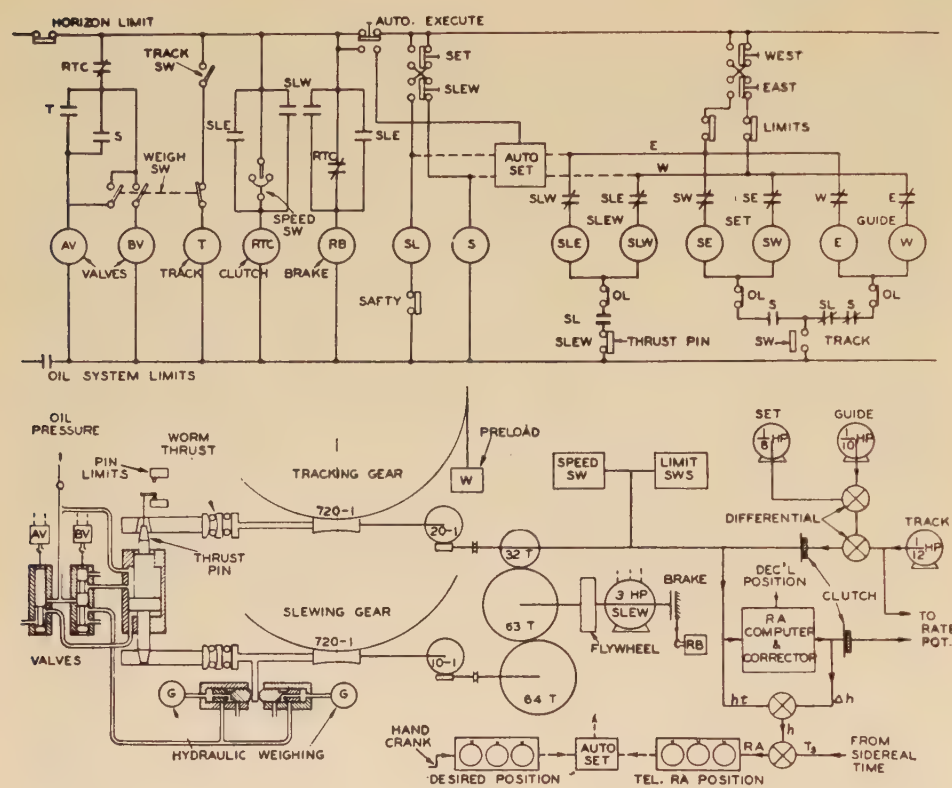 HORIZON LIMIT
AUTO. EXECUTE
TRACK
SW
RTC
SLW
SET
SLEW
WEST
EAST
T
S
SLE
SLE
WEIGH
SW
RTC
SPEED
SW
AUTO
SET
LIMITS
E
W
SLW
SLE
SLEW
SW
SE
SET
W
E
GUIDE
AV
BV
T
RTC
RB
SL
S
SLE
SLW
SE
SW
E
W
VALVES
TRACK
CLUTCH
BRAKE
SAFTY
OL
OL
OL
SL
S
SL
S
SLEW
THRUST PIN
SW
TRACK
OIL SYSTEM LIMITS
OIL
PRESSURE
WORM
THRUST
PIN
LIMITS
TRACKING GEAR
PRELOAD
W
SPEED
SW
LIMIT
SWS
SET
GUIDE
1/8 HP
1/10 HP
DIFFERENTIAL
TRACK
1/12 HP
AV
BV
720-1
20-1
32 T
THRUST
PIN
DEC'L
POSITION
CLUTCH
BRAKE
3 HP
SLEW
SLEWING GEAR
720-1
63 T
RA
COMPUTER
&
CORRECTOR
TO
RATE
POT.
VALVES
10-1
FLYWHEEL
RB
64 T
G
G
ht
Δh
h
HYDRAULIC WEIGHING
HAND
CRANK
DESIRED POSITION
AUTO
SET
TEL. RA POSITION
RA
Ts
FROM
SIDEREAL
TIME